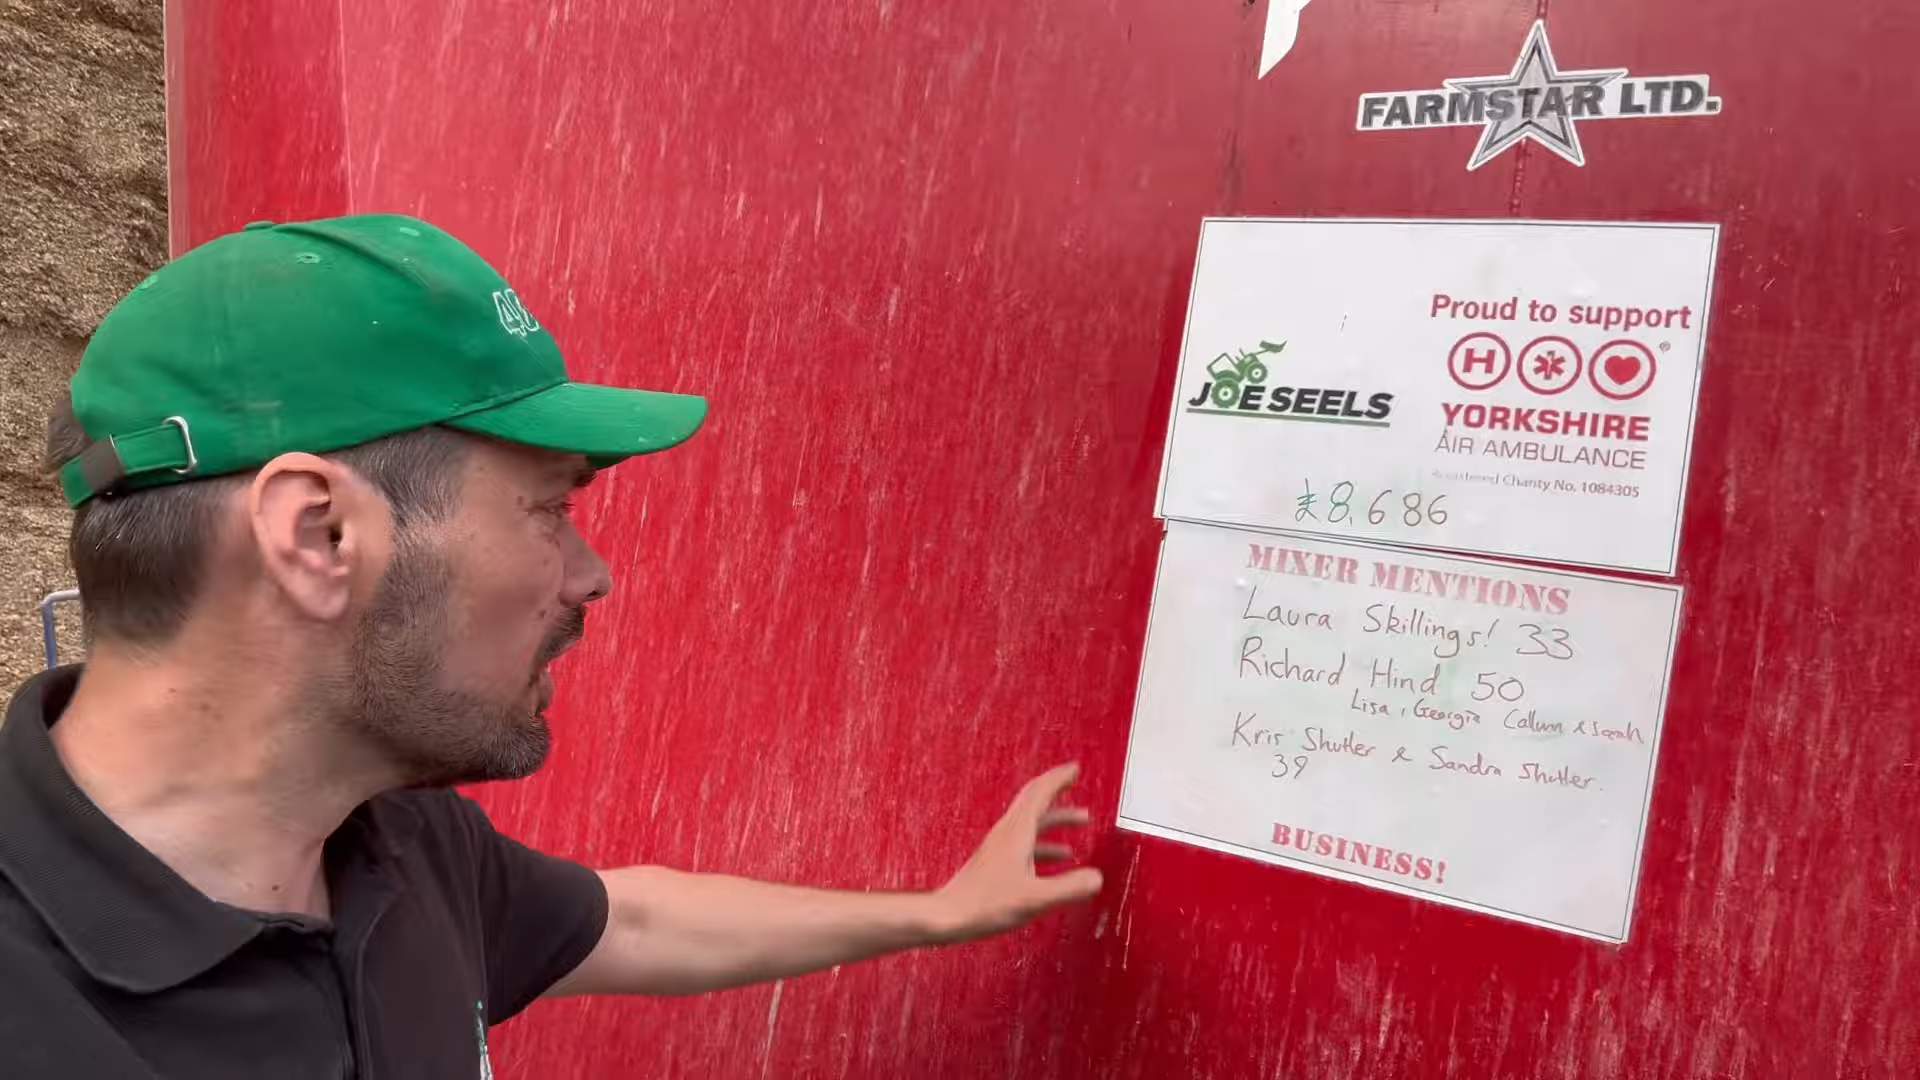 FARMSTAR LTD.
Proud to support
H
JOE SEELS
YORKSHIRE
AIR AMBULANCE
Registered Charity No. 1084305
£8,686
MIXER MENTIONS
Laura Skillings! 33
Richard Hind 50
Lisa, Georgia Callum & Sarah
Kris Shutler & Sandra Shutler.
39
BUSINESS!